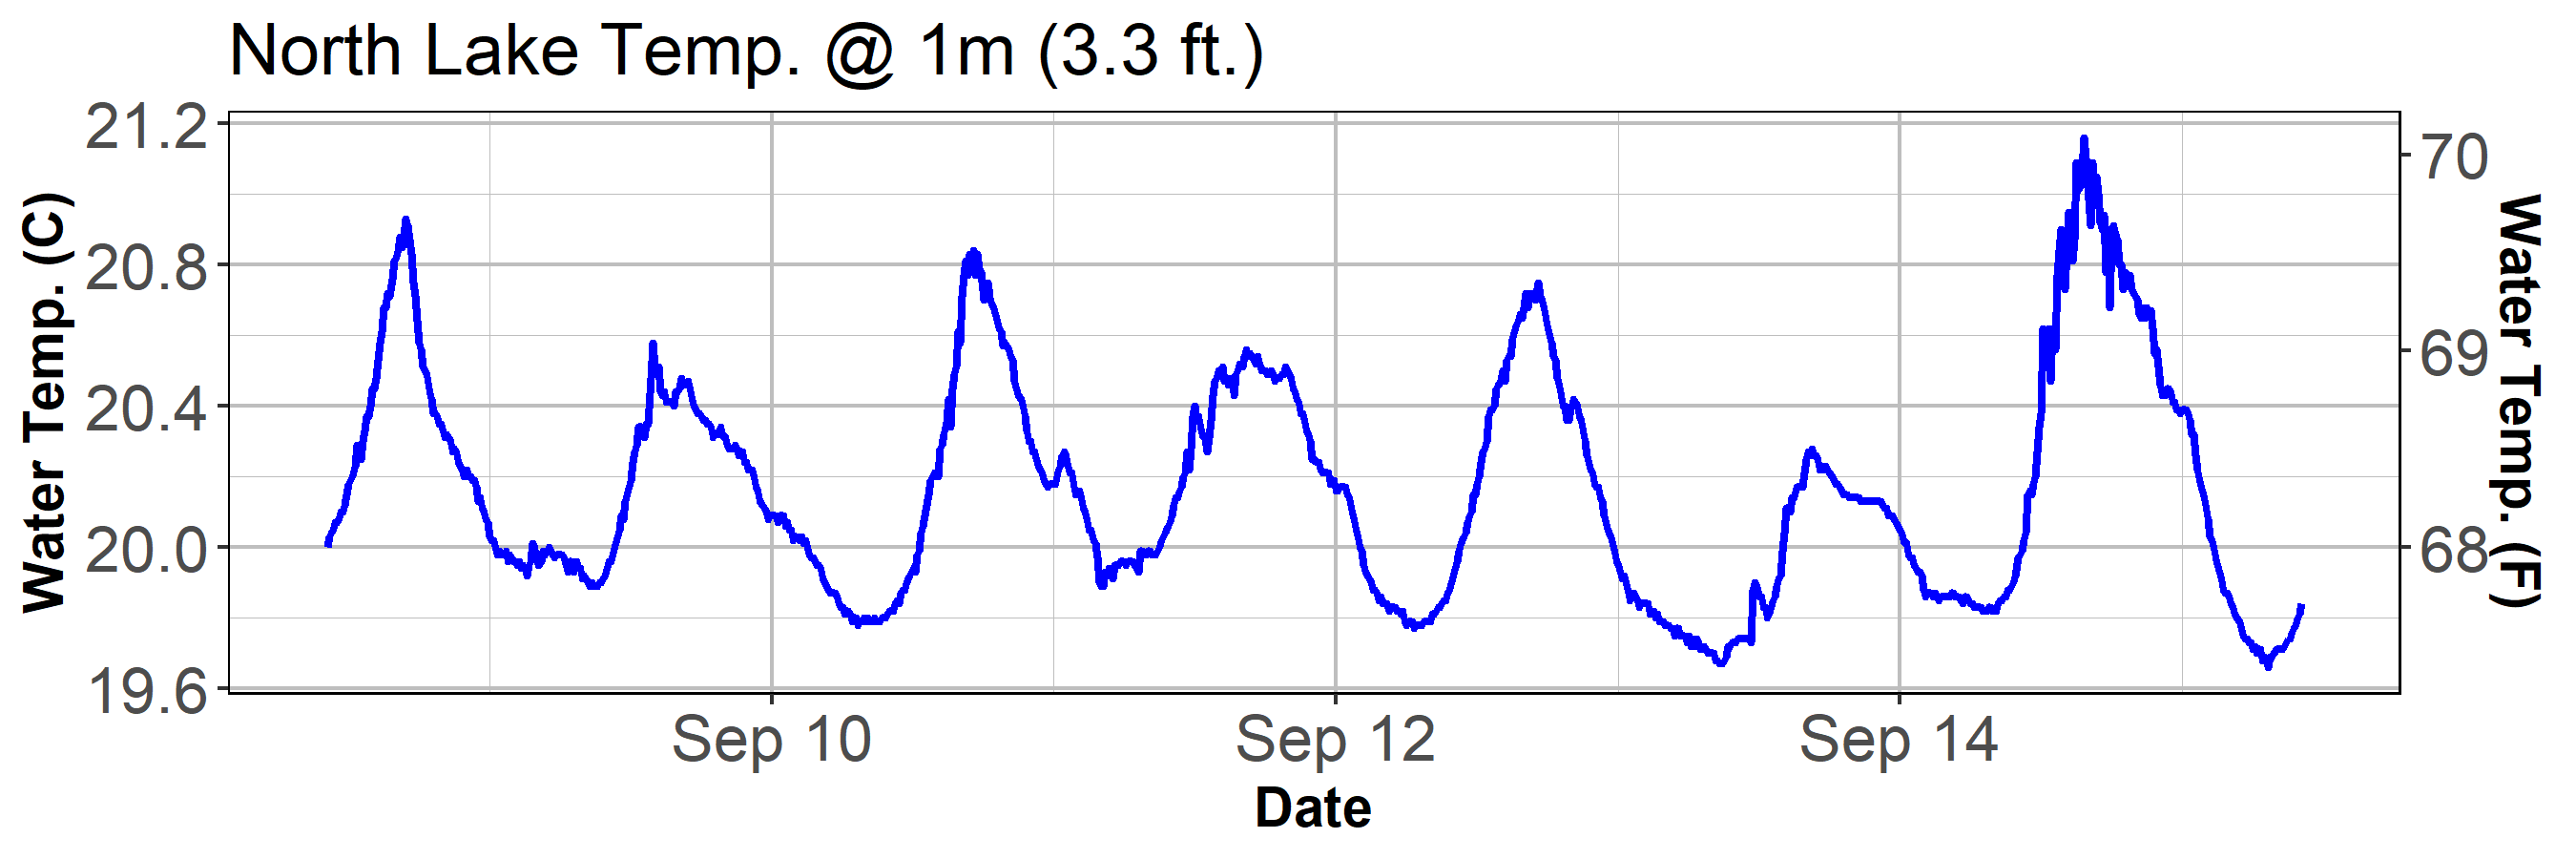 North Lake Temp. @ 1m (3.3 ft.)
Water Temp. (C)
21.2
20.8
20.4
20.0
19.6
70
69
68
Water Temp. (F)
Sep 10
Sep 12
Sep 14
Date